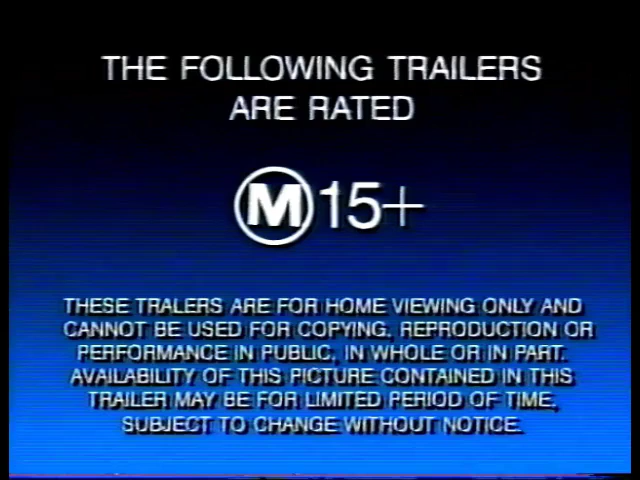 THE FOLLOWING TRAILERS
ARE RATED
M 15+
THESE TRALERS ARE FOR HOME VIEWING ONLY AND
CANNOT BE USED FOR COPYING, REPRODUCTION OR
PERFORMANCE IN PUBLIC, IN WHOLE OR IN PART.
AVAILABILITY OF THIS PICTURE CONTAINED IN THIS
TRAILER MAY BE FOR LIMITED PERIOD OF TIME,
SUBJECT TO CHANGE WITHOUT NOTICE.